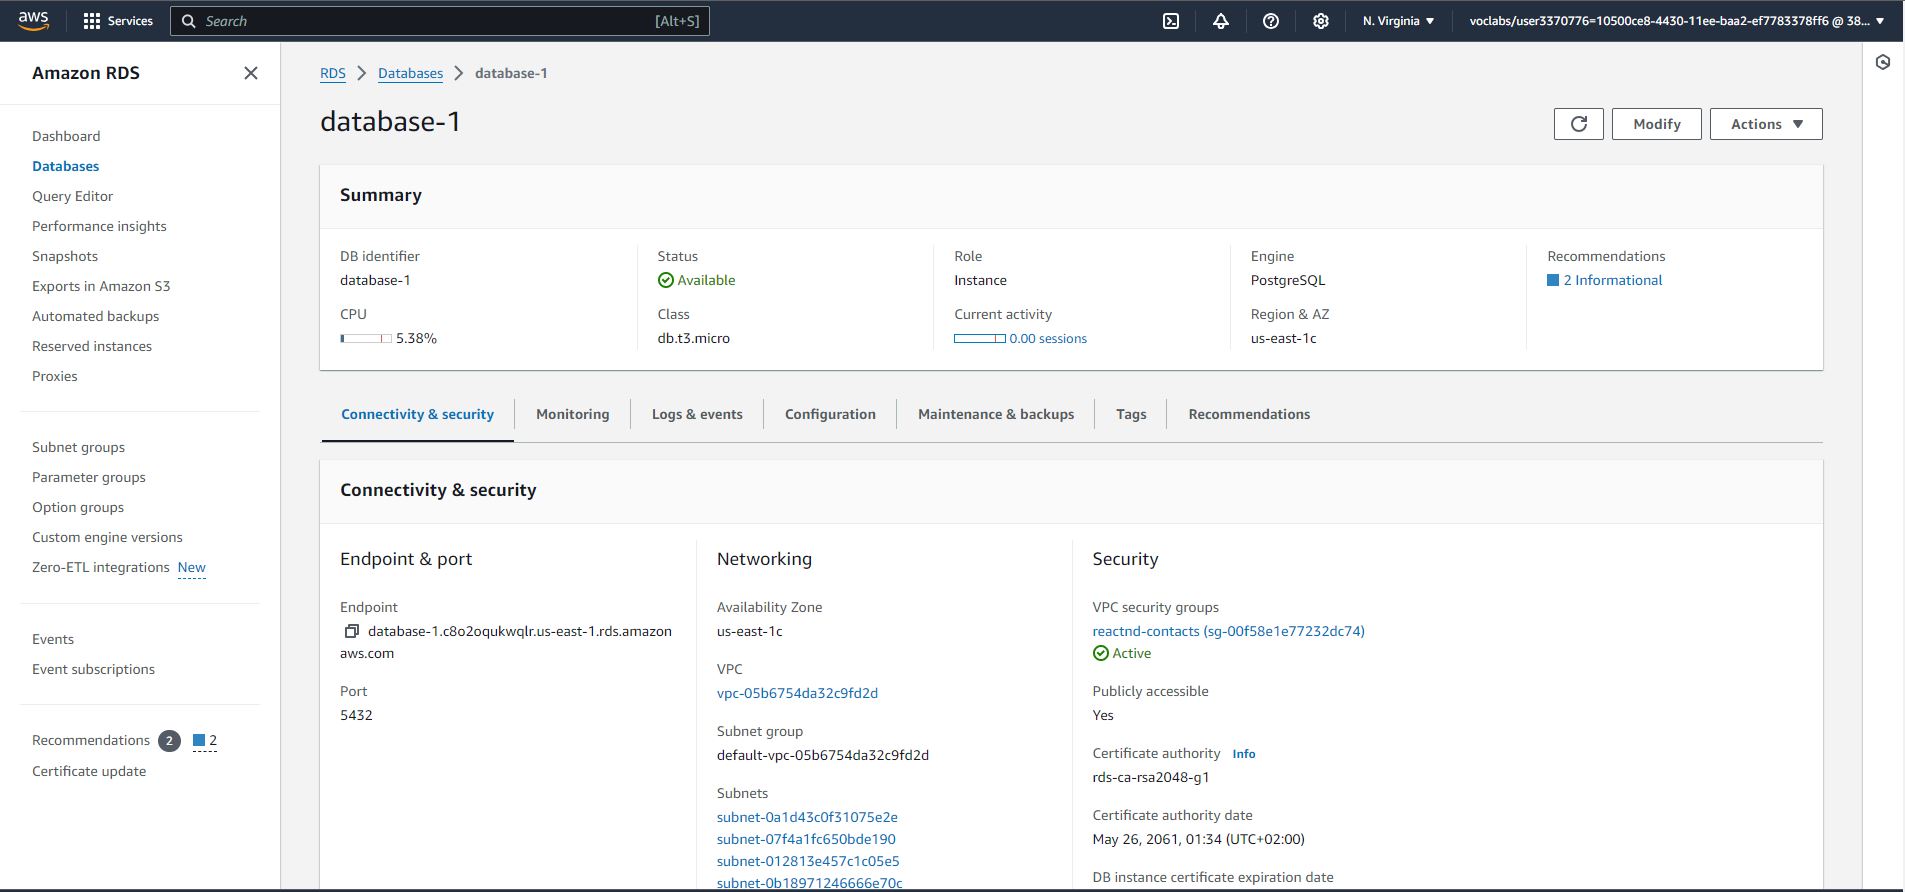 aws
Services
Search
[Alt+S]
N. Virginia
voclabs/user3370776=10500ce8-4430-11ee-baa2-ef7783378ff6 @ 38...
Amazon RDS
Dashboard
Databases
Query Editor
Performance insights
Snapshots
Exports in Amazon S3
Automated backups
Reserved instances
Proxies
Subnet groups
Parameter groups
Option groups
Custom engine versions
Zero-ETL integrations New
Events
Event subscriptions
Recommendations 2 2
Certificate update
RDS > Databases > database-1
database-1
Modify
Actions
Summary
DB identifier
database-1
Status
Available
Role
Instance
Engine
PostgreSQL
Recommendations
2 Informational
CPU
5.38%
Class
db.t3.micro
Current activity
0.00 sessions
Region & AZ
us-east-1c
Connectivity & security
Monitoring
Logs & events
Configuration
Maintenance & backups
Tags
Recommendations
Connectivity & security
Endpoint & port
Endpoint
database-1.c8o2oqukwqlr.us-east-1.rds.amazon
aws.com
Port
5432
Networking
Availability Zone
us-east-1c
VPC
vpc-05b6754da32c9fd2d
Subnet group
default-vpc-05b6754da32c9fd2d
Subnets
subnet-0a1d43c0f31075e2e
subnet-07f4a1fc650bde190
subnet-012813e457c1c05e5
subnet-0b18971246666e70c
Security
VPC security groups
reactnd-contacts (sg-00f58e1e77232dc74)
Active
Publicly accessible
Yes
Certificate authority Info
rds-ca-rsa2048-g1
Certificate authority date
May 26, 2061, 01:34 (UTC+02:00)
DB instance certificate expiration date